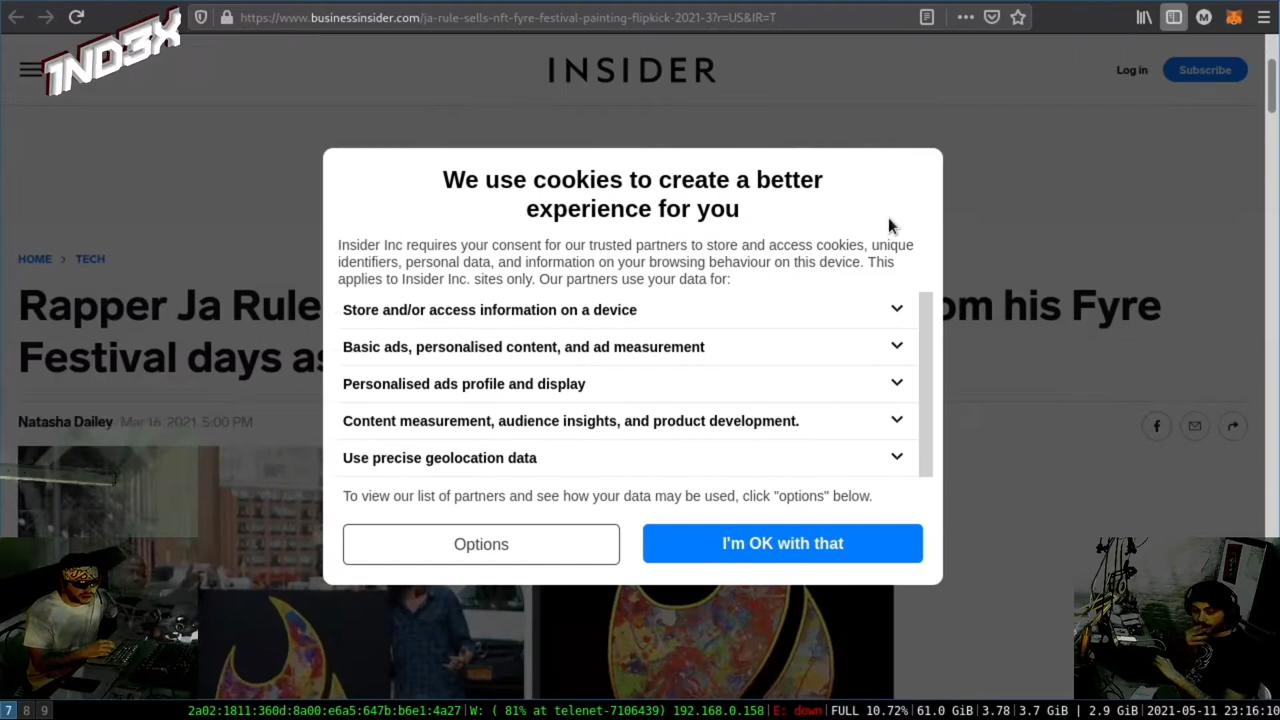 1ND3X
https://www.businessinsider.com/ja-rule-sells-nft-fyre-festival-painting-flipkick-2021-3?r=US&IR=T
INSIDER
Log in
Subscribe
HOME > TECH
Rapper Ja Rule om his Fyre
Festival days as
Natasha Dailey Mar 16, 2021, 5:00 PM
We use cookies to create a better
experience for you
Insider Inc requires your consent for our trusted partners to store and access cookies, unique
identifiers, personal data, and information on your browsing behaviour on this device. This
applies to Insider Inc. sites only. Our partners use your data for:
Store and/or access information on a device
Basic ads, personalised content, and ad measurement
Personalised ads profile and display
Content measurement, audience insights, and product development.
Use precise geolocation data
To view our list of partners and see how your data may be used, click "options" below.
Options
I'm OK with that
7 8 9 2a02:1811:360d:8a00:e6a5:647b:b6e1:4a27|W: ( 81% at telenet-7106439) 192.168.0.158|E: down|FULL 10.72%|61.0 GiB|3.78|3.7 GiB | 2.9 GiB|2021-05-11 23:16:10